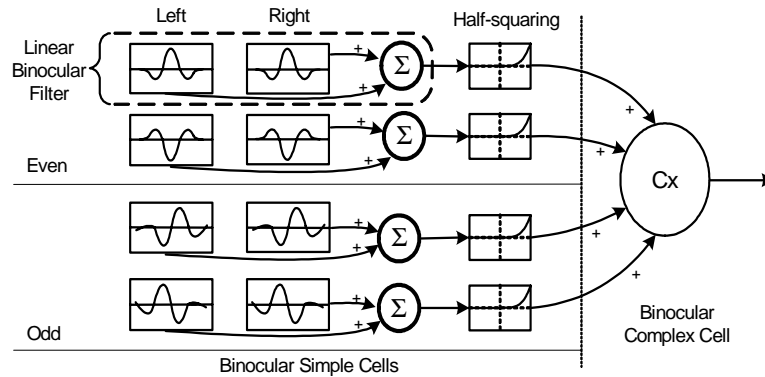 Left
Right
Half-squaring
Linear
Binocular
Filter
+
+
Σ
+
+
+
Σ
+
Even
Cx
+
+
Σ
+
+
+
Σ
+
Odd
Binocular
Complex Cell
Binocular Simple Cells